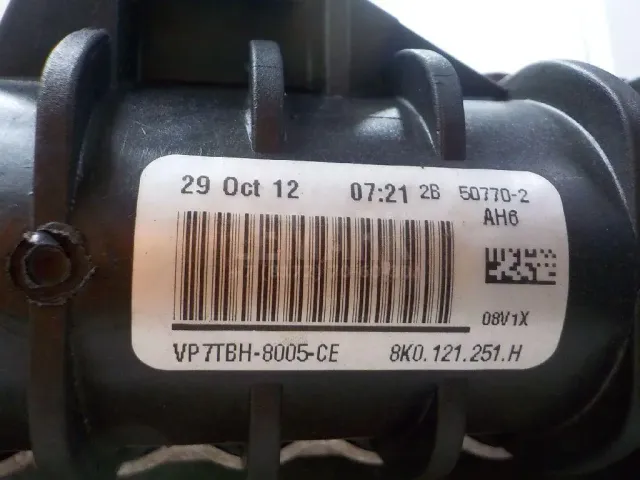 29 Oct 12 07:21 2B 50770-2
AH6
08V1X
VP7TBH-8005-CE 8K0.121.251.H